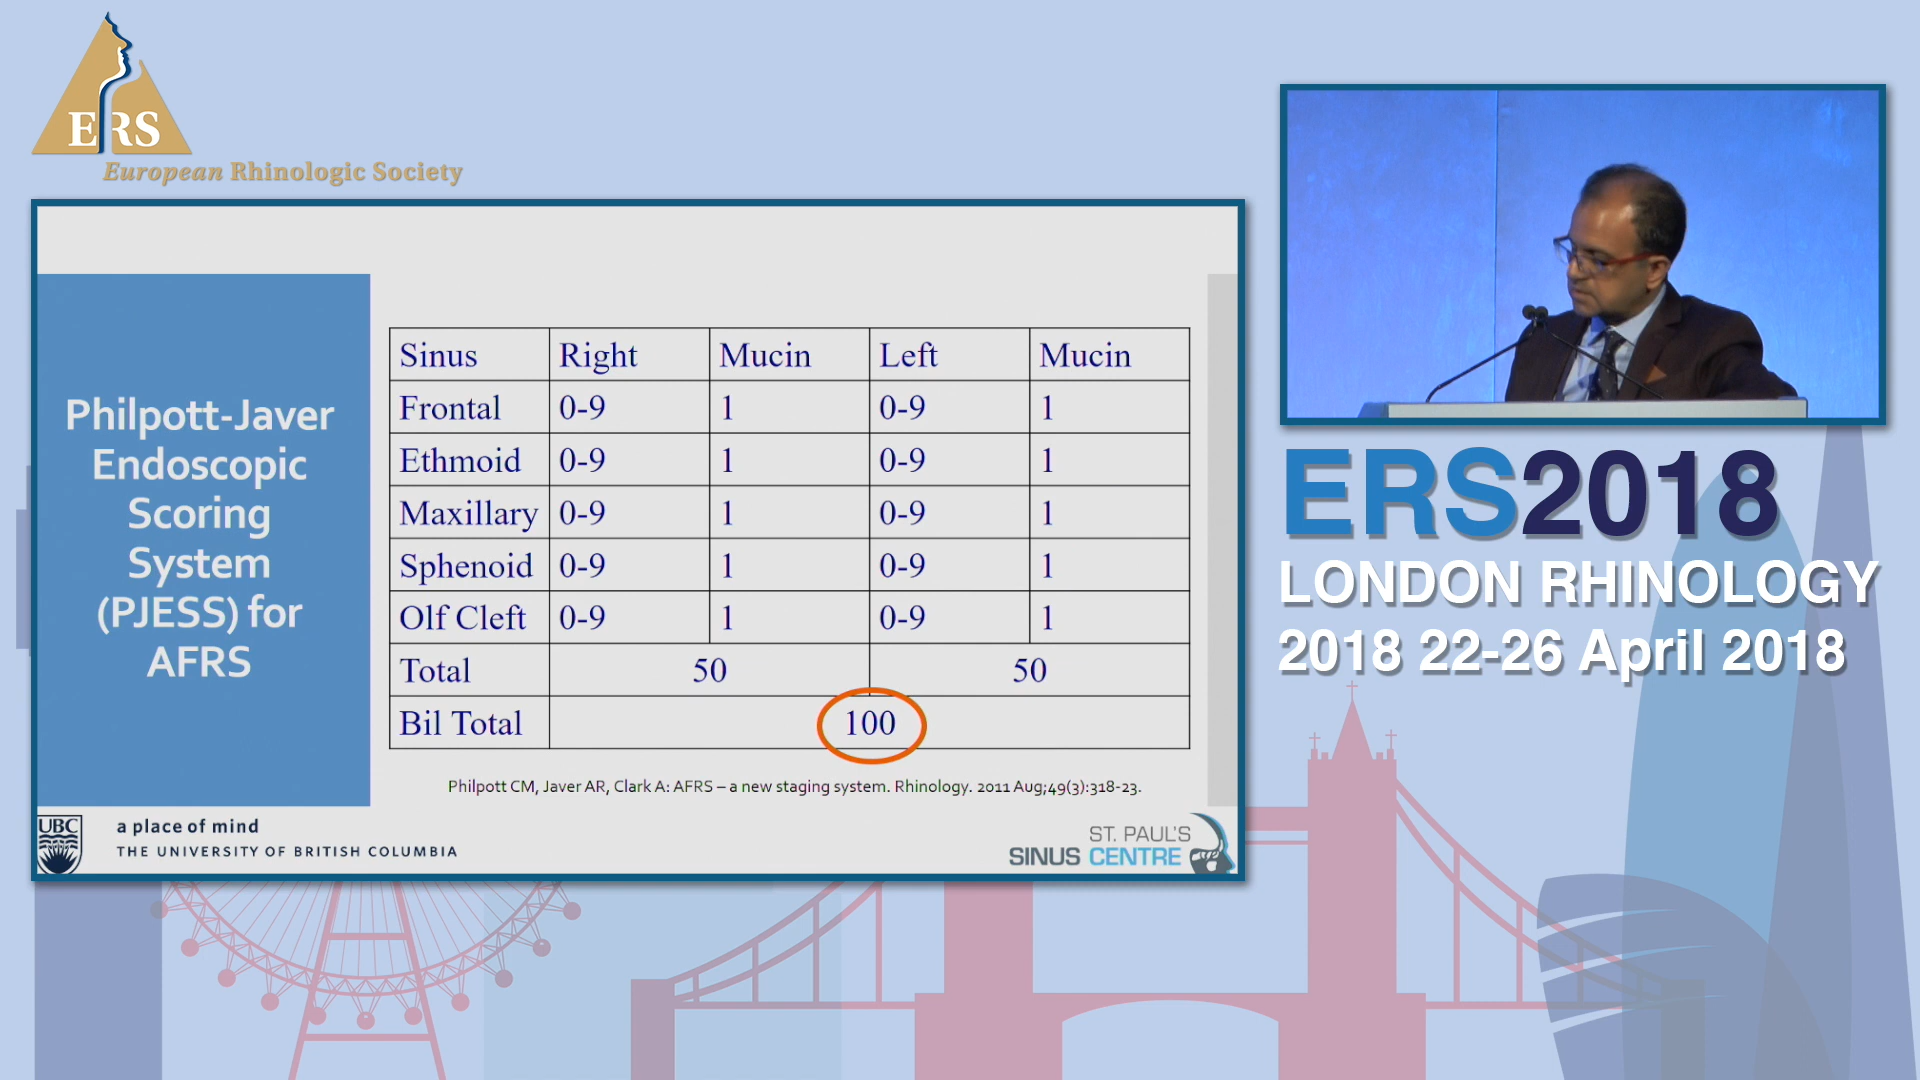 ERS
European Rhinologic Society
Philpott-Javer
Endoscopic
Scoring
System
(PJESS) for
AFRS
Sinus Right Mucin Left Mucin
Frontal 0-9 1 0-9 1
Ethmoid 0-9 1 0-9 1
Maxillary 0-9 1 0-9 1
Sphenoid 0-9 1 0-9 1
Olf Cleft 0-9 1 0-9 1
Total 50 50
Bil Total 100
Philpott CM, Javer AR, Clark A: AFRS – a new staging system. Rhinology. 2011 Aug;49(3):318-23.
UBC
a place of mind
THE UNIVERSITY OF BRITISH COLUMBIA
ST. PAUL'S
SINUS CENTRE
ERS2018
LONDON RHINOLOGY
2018 22-26 April 2018